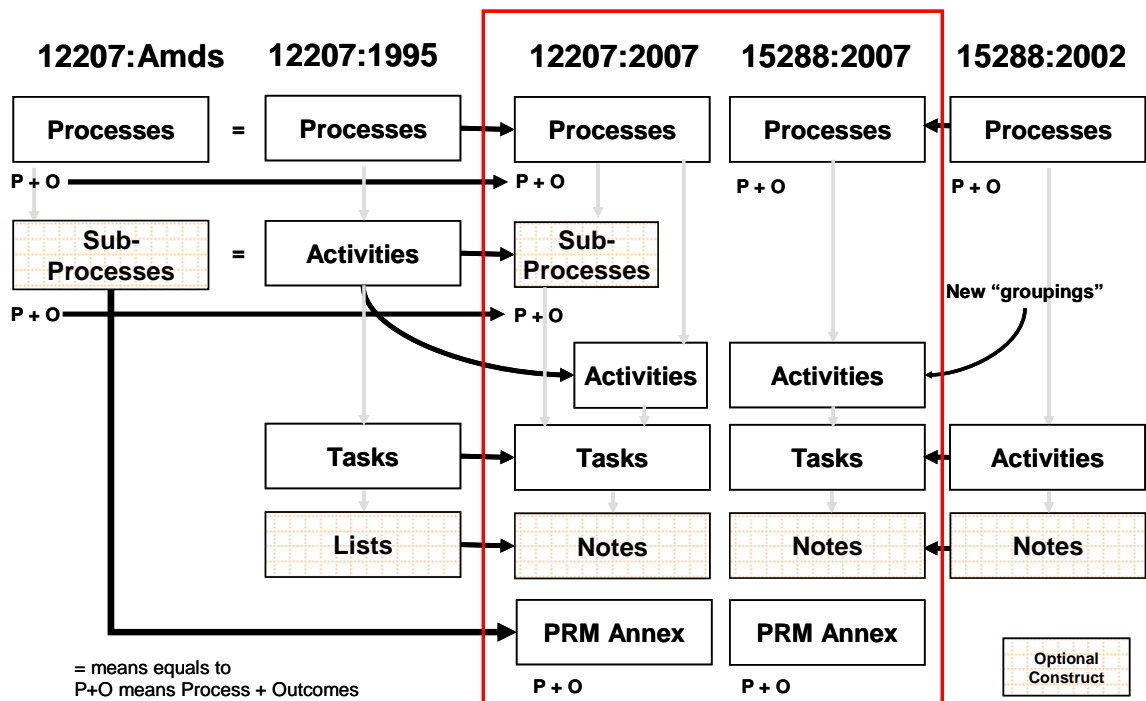 12207:Amds 12207:1995 12207:2007 15288:2007 15288:2002
Processes = Processes Processes Processes Processes
P + O P + O P + O P + O
Sub-
Processes
=
Activities
Sub-
Processes
New “groupings”
P + O P + O
Activities Activities
Tasks Tasks Tasks Activities
Lists Notes Notes Notes
PRM Annex PRM Annex
= means equals to
P+O means Process + Outcomes
P + O P + O
Optional
Construct